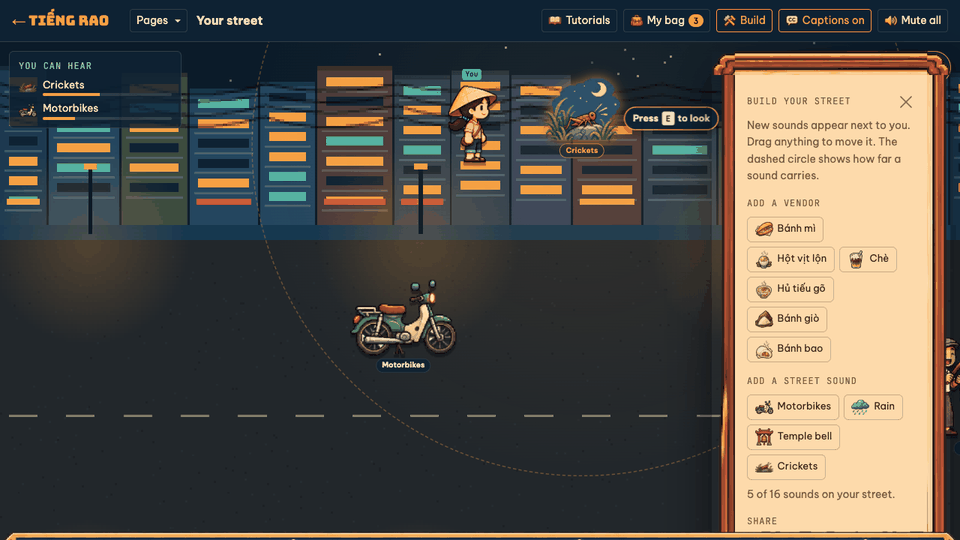 ← TIẾNG RAO
Pages
Your street
Tutorials
My bag 3
Build
Captions on
Mute all
YOU CAN HEAR
Crickets
Motorbikes
You
Press E to look
Crickets
Motorbikes
BUILD YOUR STREET
New sounds appear next to you.
Drag anything to move it. The
dashed circle shows how far a
sound carries.
ADD A VENDOR
Bánh mì
Hột vịt lộn
Chè
Hủ tiếu gõ
Bánh giò
Bánh bao
ADD A STREET SOUND
Motorbikes
Rain
Temple bell
Crickets
5 of 16 sounds on your street.
SHARE